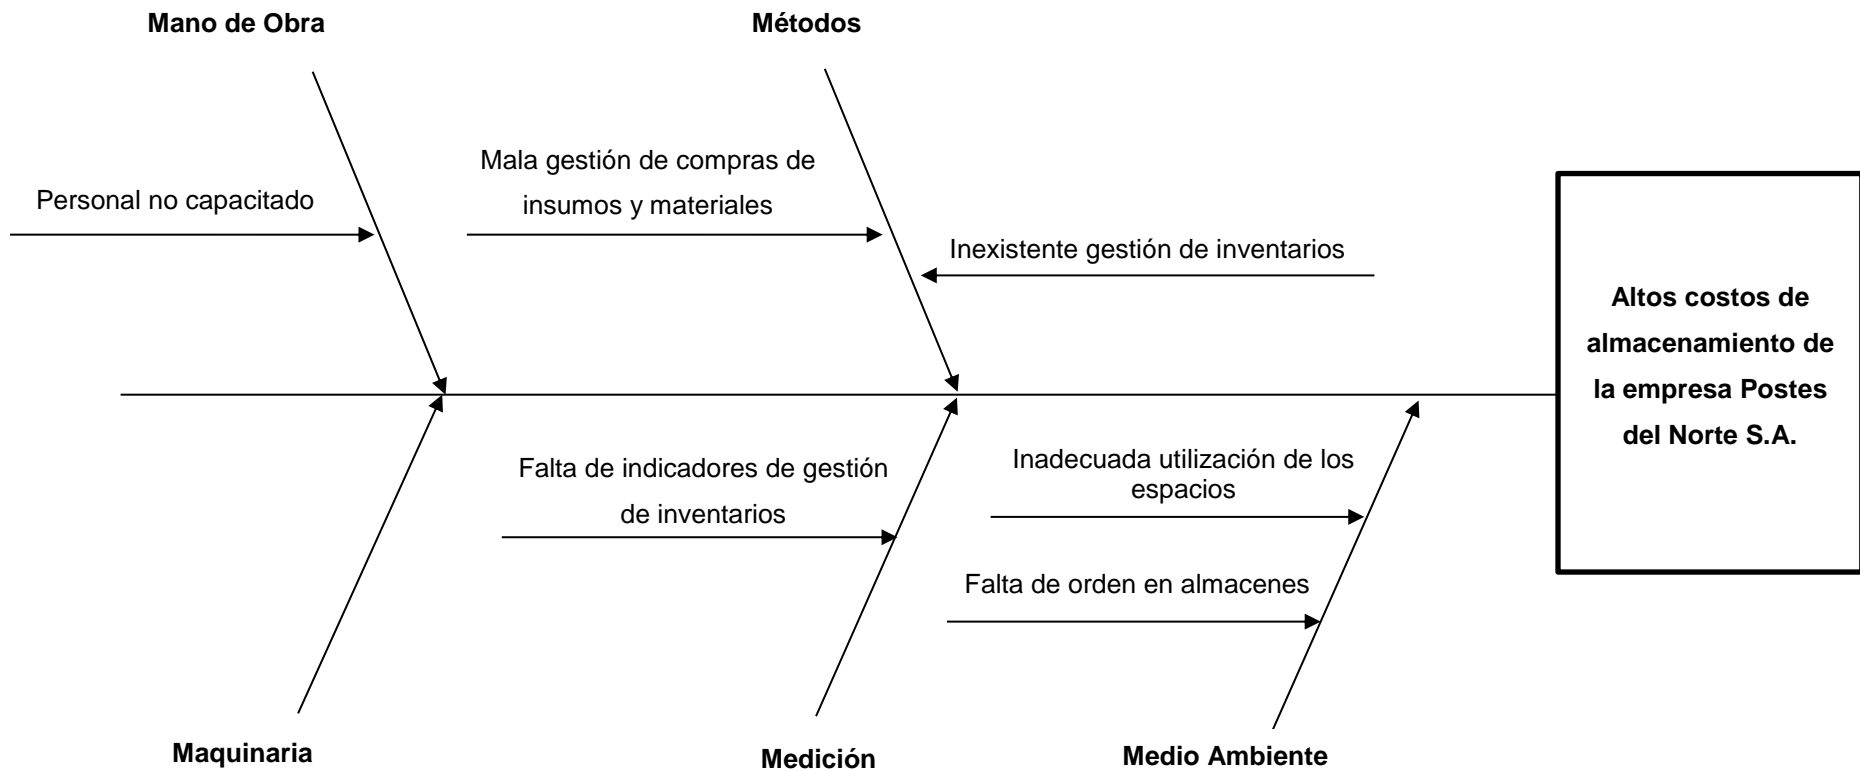 Mano de Obra
Métodos
Mala gestión de compras de
insumos y materiales
Personal no capacitado
Inexistente gestión de inventarios
Altos costos de
almacenamiento de
la empresa Postes
del Norte S.A.
Falta de indicadores de gestión
de inventarios
Inadecuada utilización de los
espacios
Falta de orden en almacenes
Maquinaria
Medición
Medio Ambiente